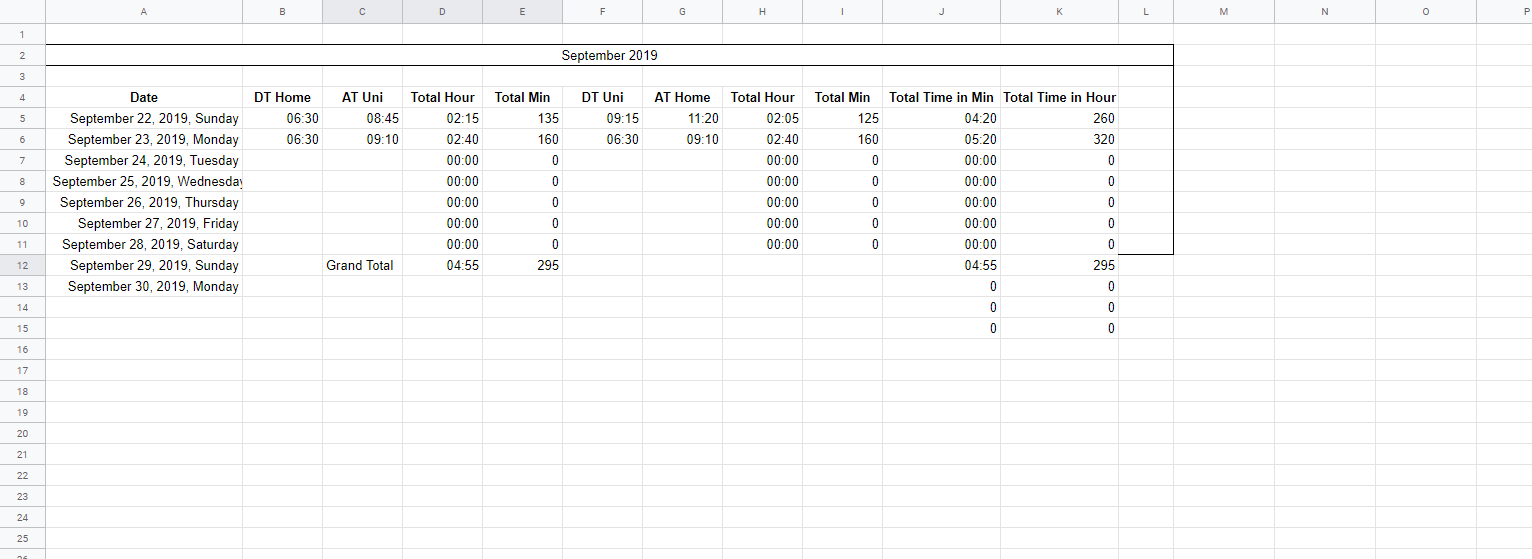 A B C D E F G H I J K L M N O P
1
2 September 2019
3
4 Date DT Home AT Uni Total Hour Total Min DT Uni AT Home Total Hour Total Min Total Time in Min Total Time in Hour
5 September 22, 2019, Sunday 06:30 08:45 02:15 135 09:15 11:20 02:05 125 04:20 260
6 September 23, 2019, Monday 06:30 09:10 02:40 160 06:30 09:10 02:40 160 05:20 320
7 September 24, 2019, Tuesday 00:00 0 00:00 0 00:00 0
8 September 25, 2019, Wednesday 00:00 0 00:00 0 00:00 0
9 September 26, 2019, Thursday 00:00 0 00:00 0 00:00 0
10 September 27, 2019, Friday 00:00 0 00:00 0 00:00 0
11 September 28, 2019, Saturday 00:00 0 00:00 0 00:00 0
12 September 29, 2019, Sunday Grand Total 04:55 295 04:55 295
13 September 30, 2019, Monday 0 0
14 0 0
15 0 0
16
17
18
19
20
21
22
23
24
25
26